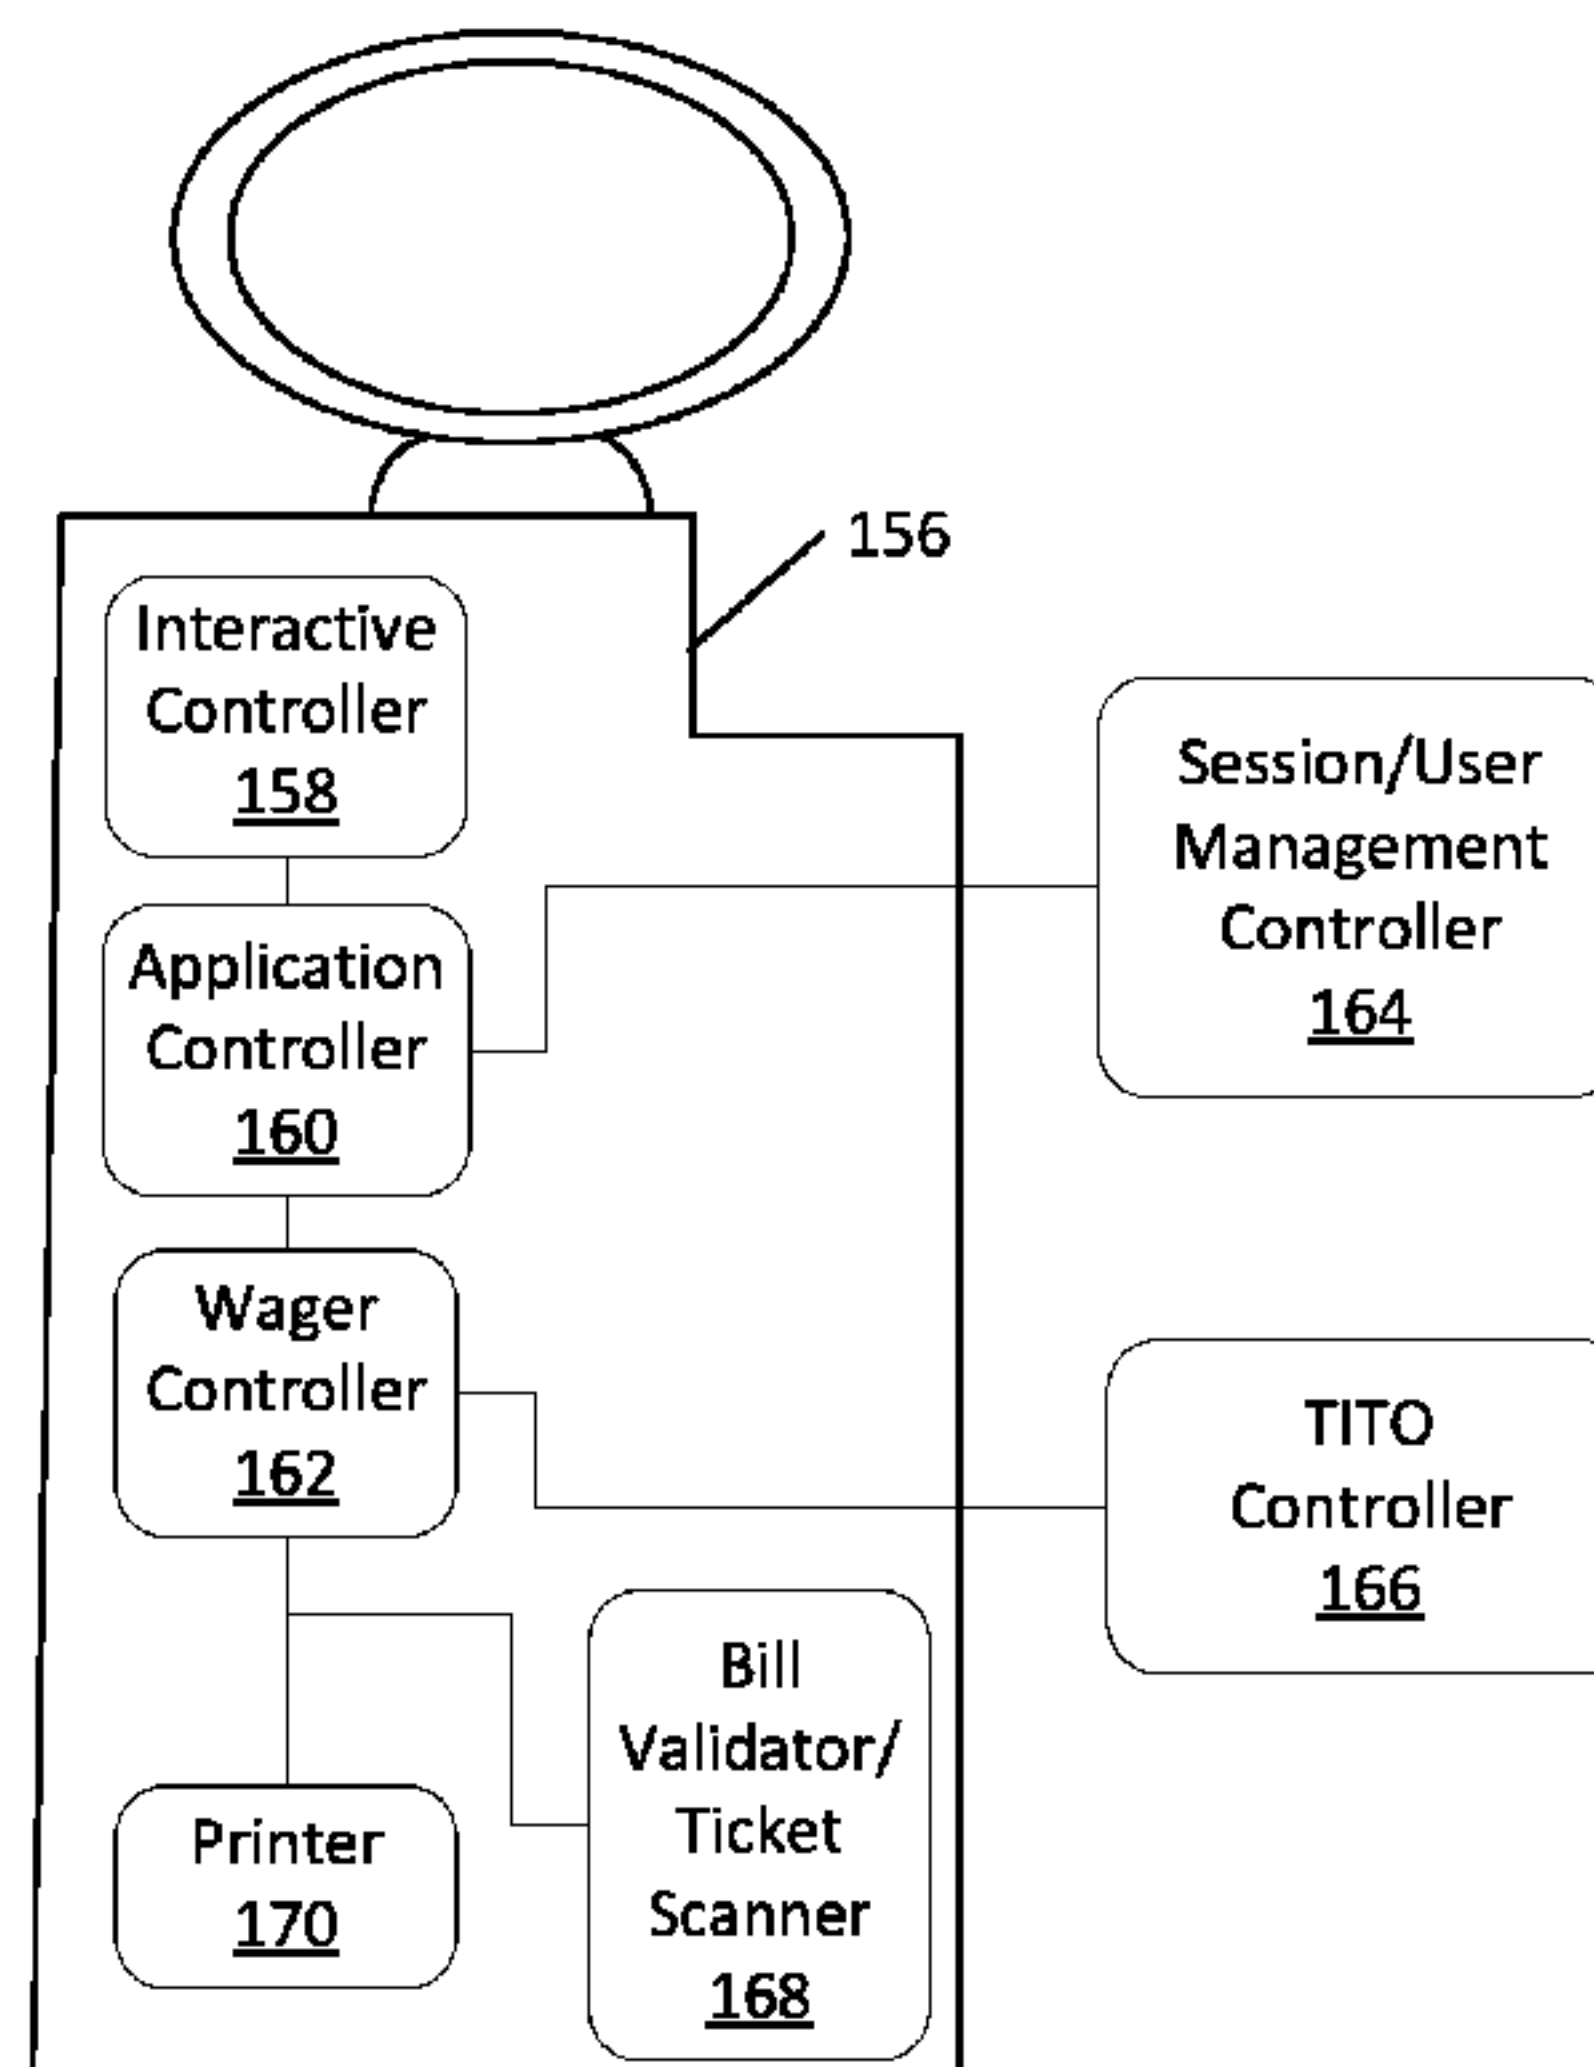 156
Interactive
Controller
158
Session/User
Management
Controller
164
Application
Controller
160
Wager
Controller
162
TITO
Controller
166
Bill
Validator/
Ticket
Scanner
168
Printer
170